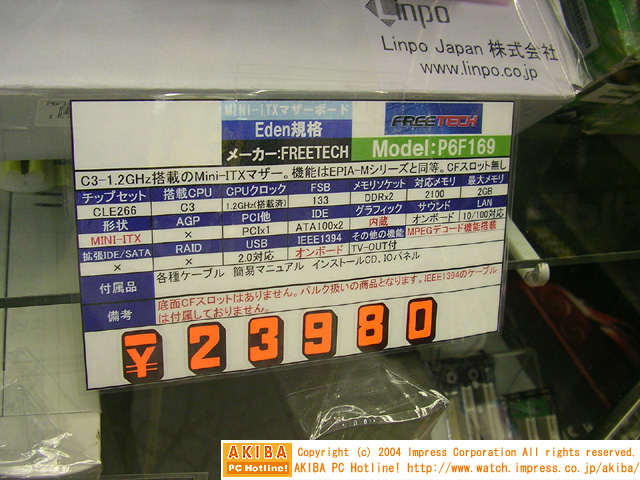 Linpo
Linpo Japan 株式会社
www.linpo.co.jp
MINI-ITXマザーボード
Eden規格
メーカー:FREETECH
FREETECH
Model:P6F169
C3-1.2GHz搭載のMini-ITXマザー。機能はEPIA-Mシリーズと同等。CFスロット無し
チップセット 搭載CPU CPUクロック FSB メモリソケット 対応メモリ 最大メモリ
CLE266 C3 1.2GHz(搭載済) 133 DDRx2 2100 2GB
形状 AGP PCI他 IDE グラフィック サウンド LAN
MINI-ITX × PCIx1 ATA100x2 内蔵 オンボード 10/100対応
拡張IDE/SATA RAID USB IEEE1394 その他の機能 MPEGデコード機能搭載
× × 2.0対応 オンボード TV-OUT付
付属品 各種ケーブル 簡易マニュアル インストールCD、IOパネル
備考 底面CFスロットはありません。バルク扱いの商品となります。IEEE1394のケーブル
は付属しておりません。
¥23980
AKIBA
PC Hotline!
Copyright (c) 2004 Impress Corporation All rights reserved.
AKIBA PC Hotline! http://www.watch.impress.co.jp/akiba/